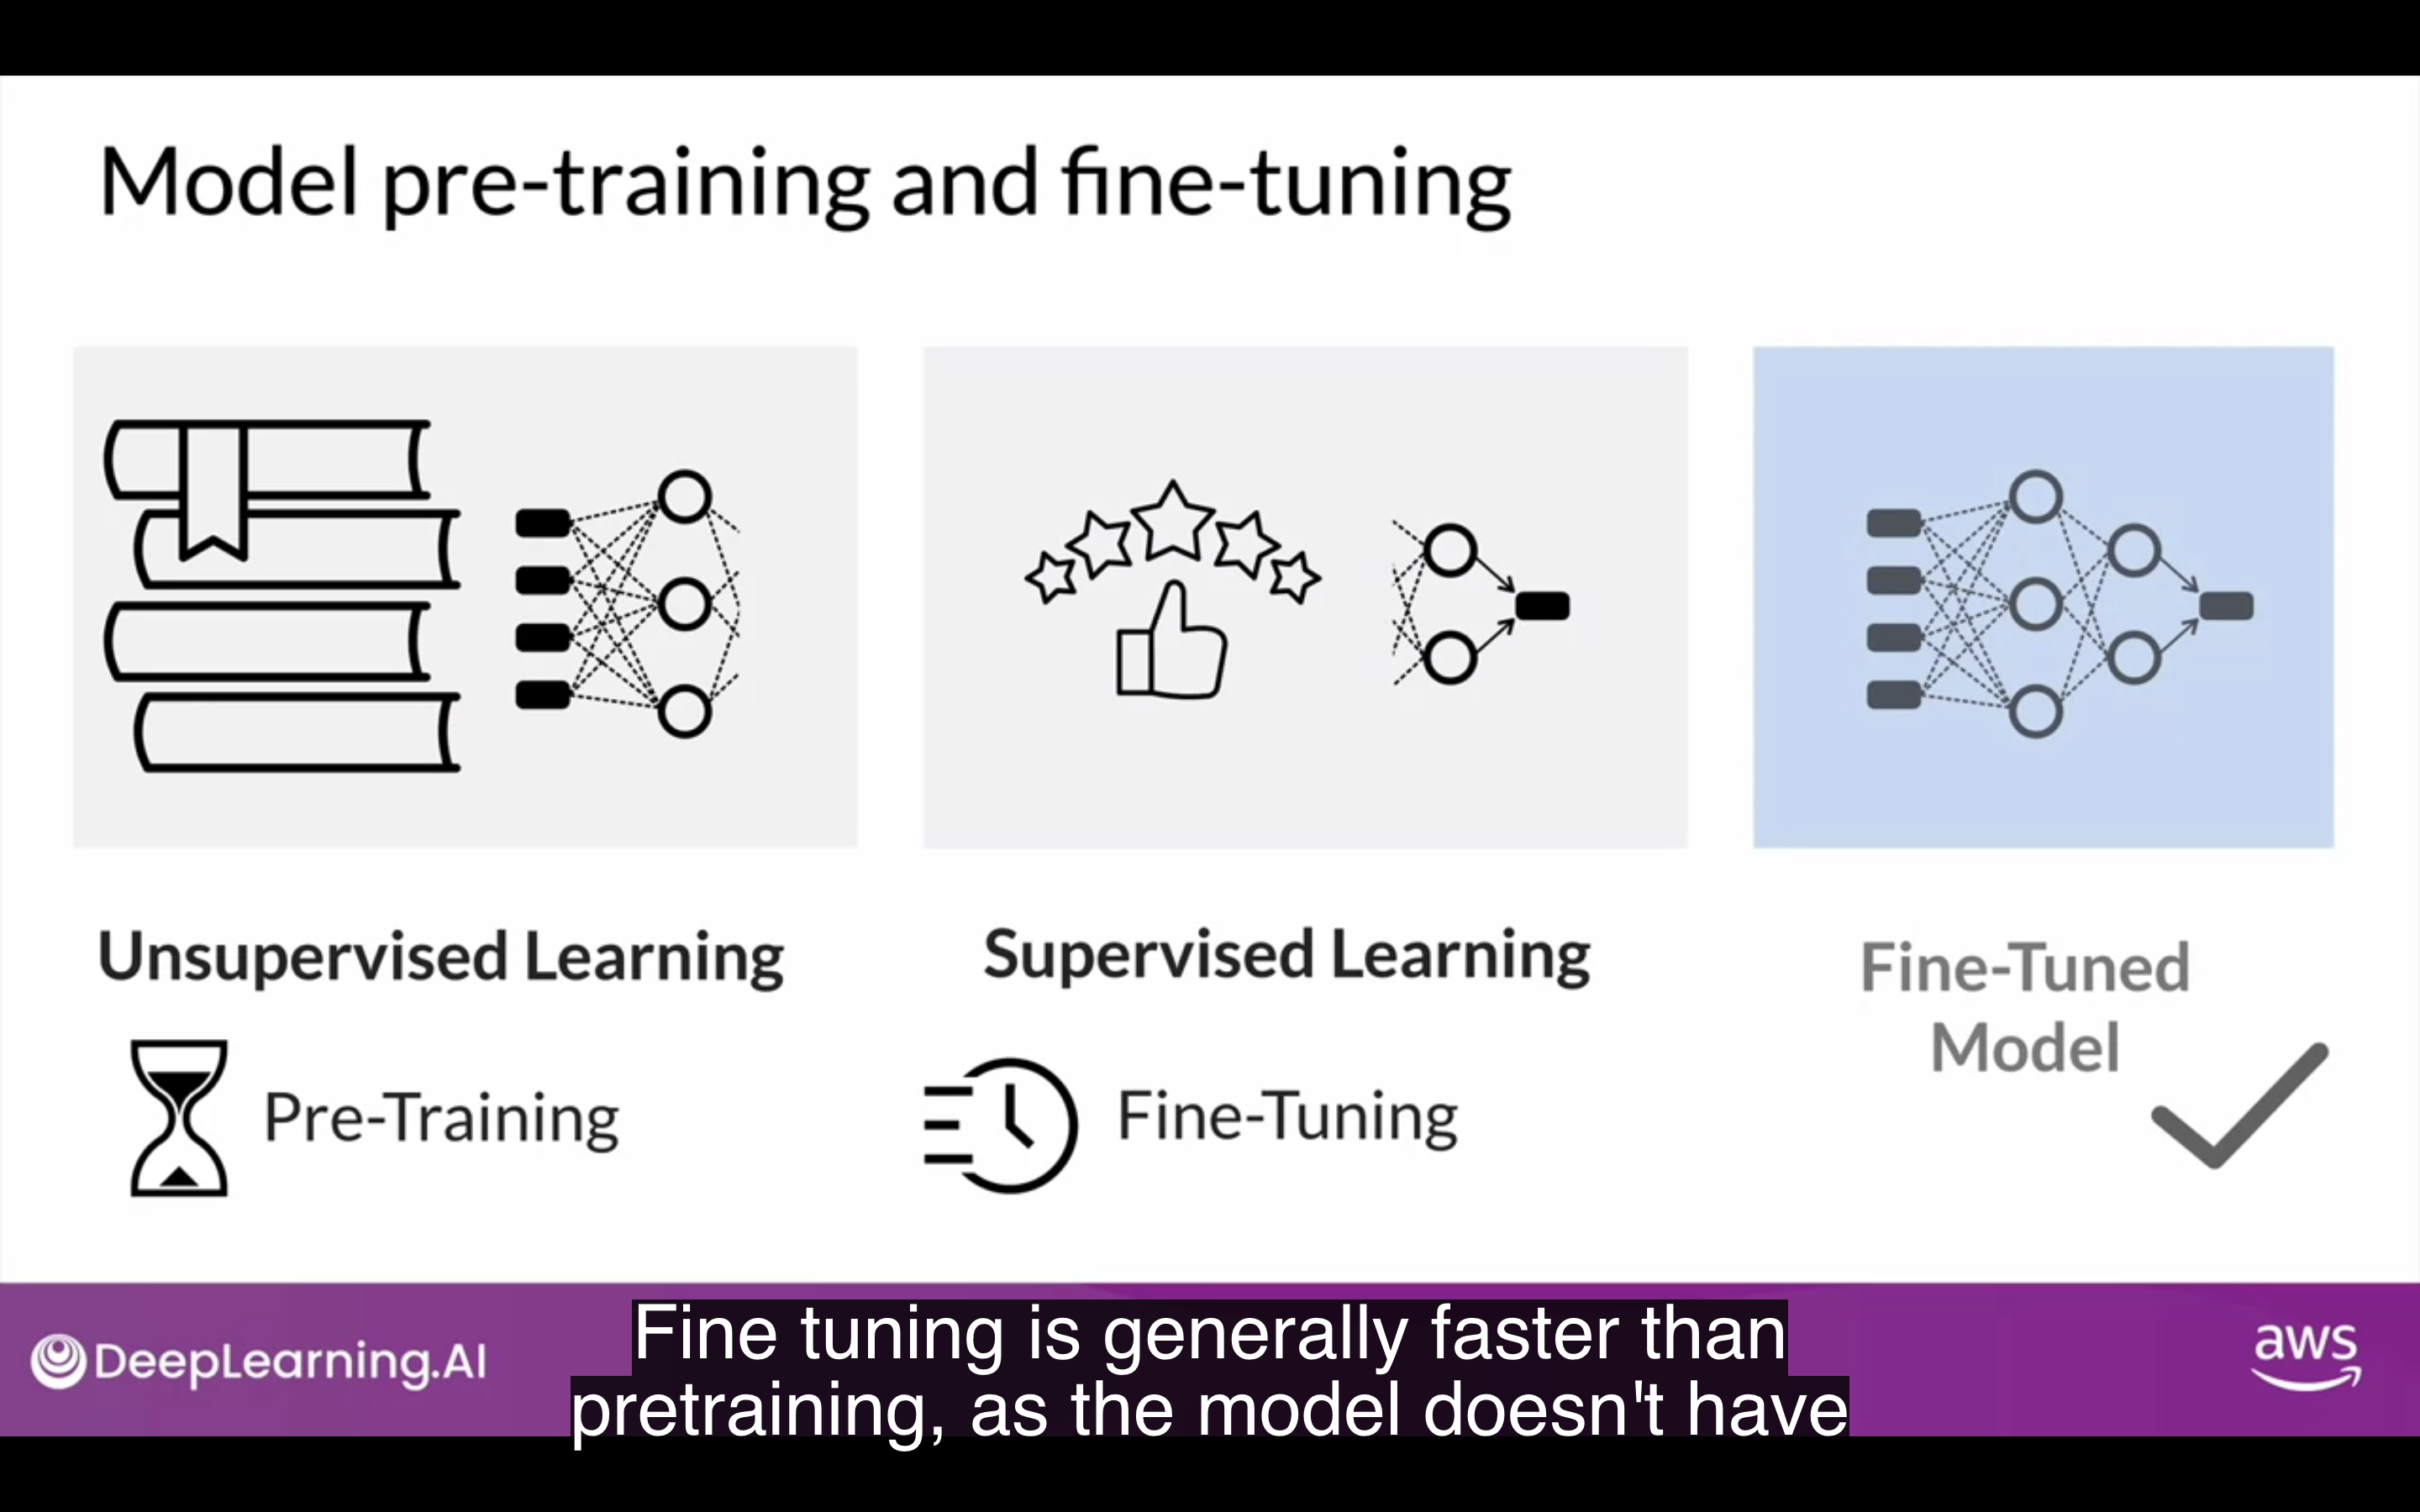 Model pre-training and fine-tuning
Unsupervised Learning
Pre-Training
Supervised Learning
Fine-Tuning
Fine-Tuned
Model
DeepLearning.AI
Fine tuning is generally faster than
pretraining, as the model doesn't have
aws